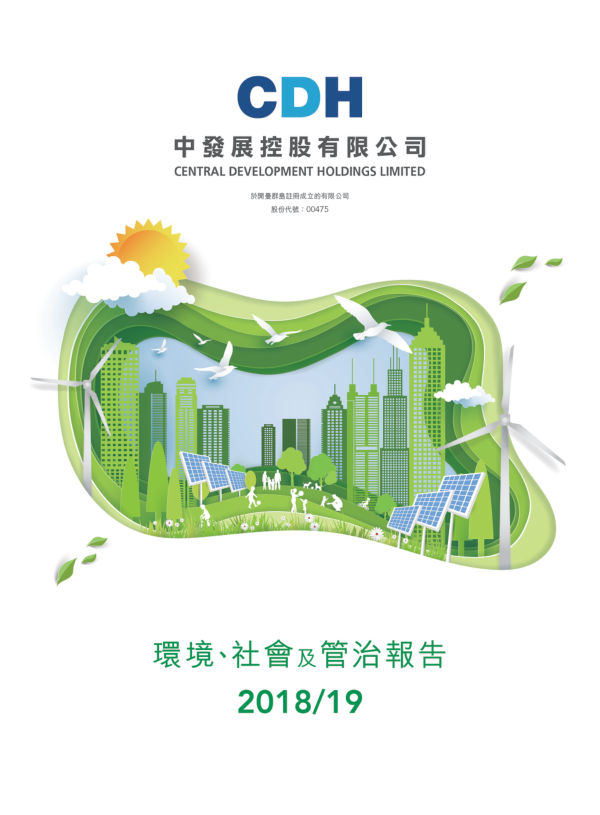 CDH
中發展控股有限公司
CENTRAL DEVELOPMENT HOLDINGS LIMITED
於開曼群島註冊成立的有限公司
股份代號：00475
環境、社會及管治報告
2018/19